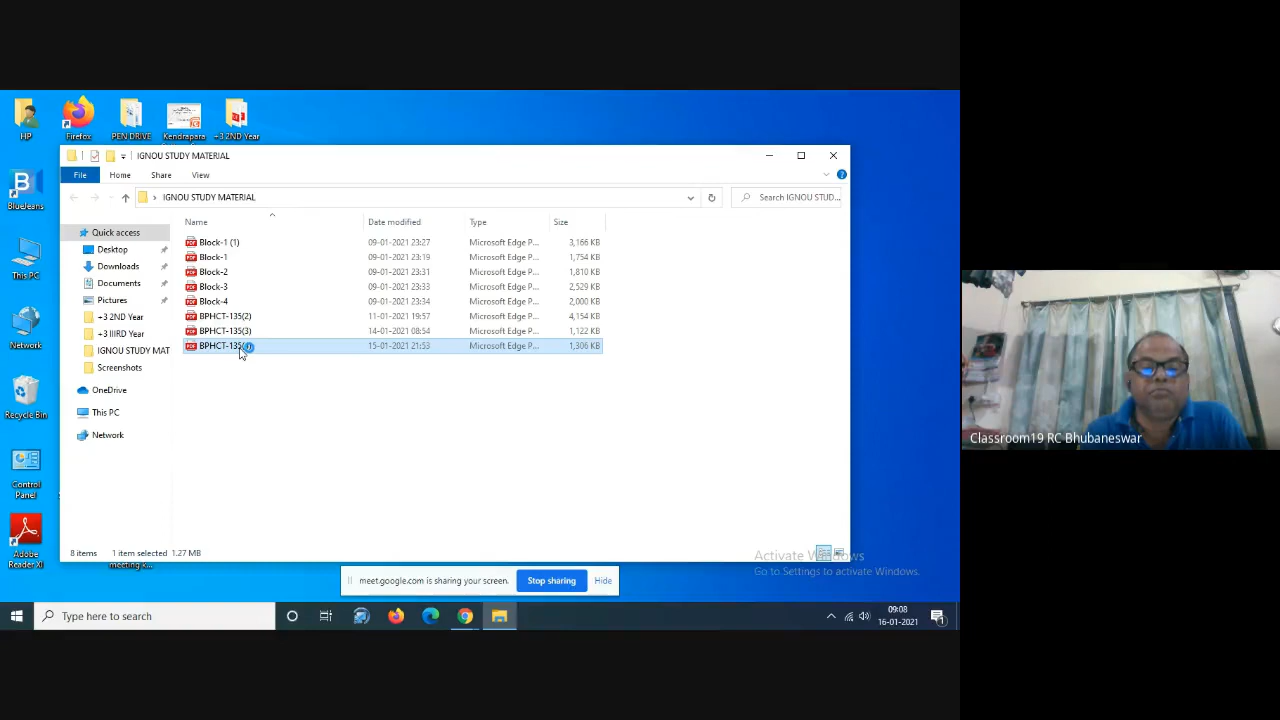 HP
Firefox
PEN DRIVE
Kendrapara
+3 2ND Year
IGNOU STUDY MATERIAL
File
Home
Share
View
IGNOU STUDY MATERIAL
Search IGNOU STUD...
BlueJeans
This PC
Network
Recycle Bin
Control
Panel
Adobe
Reader XI
meeting k...
Quick access
Desktop
Downloads
Documents
Pictures
+3 2ND Year
+3 IIIRD Year
IGNOU STUDY MAT
Screenshots
OneDrive
This PC
Network
Name Date modified Type Size
Block-1 (1) 09-01-2021 23:27 Microsoft Edge P... 3,166 KB
Block-1 09-01-2021 23:19 Microsoft Edge P... 1,754 KB
Block-2 09-01-2021 23:31 Microsoft Edge P... 1,810 KB
Block-3 09-01-2021 23:33 Microsoft Edge P... 2,529 KB
Block-4 09-01-2021 23:34 Microsoft Edge P... 2,000 KB
BPHCT-135(2) 11-01-2021 19:57 Microsoft Edge P... 4,154 KB
BPHCT-135(3) 14-01-2021 08:54 Microsoft Edge P... 1,122 KB
15-01-2021 21:53 Microsoft Edge P... 1,306 KB
8 items 1 item selected 1.27 MB
Activate Windows
Go to Settings to activate Windows.
meet.google.com is sharing your screen. Stop sharing Hide
Type here to search
09:08
16-01-2021
1
Classroom19 RC Bhubaneswar